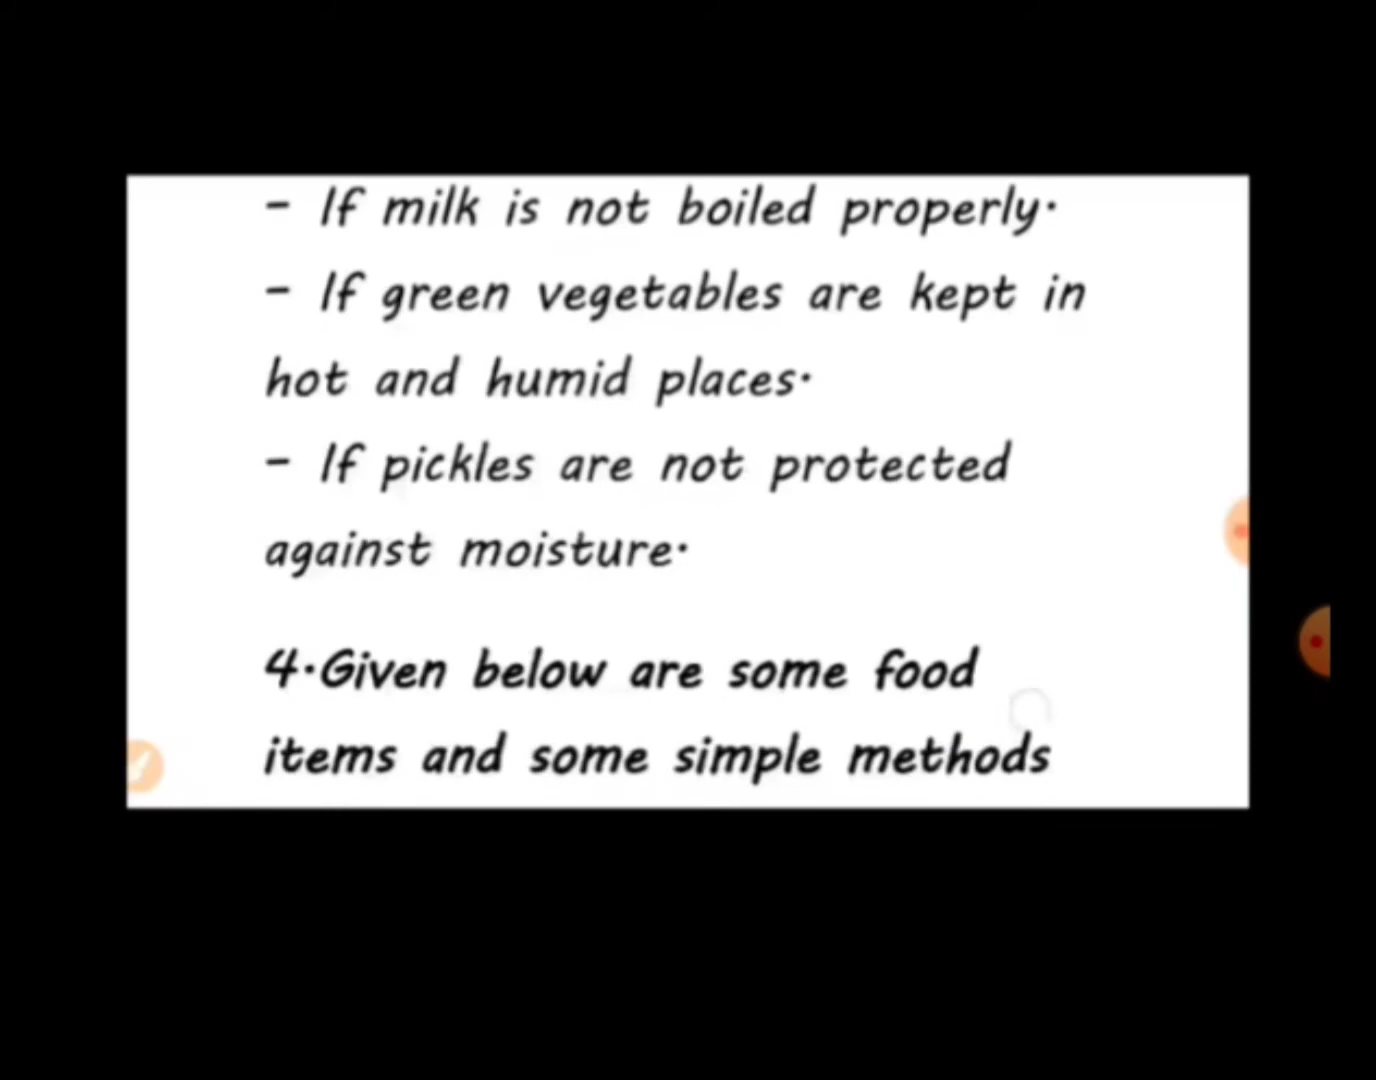 - If milk is not boiled properly.
- If green vegetables are kept in
hot and humid places.
- If pickles are not protected
against moisture.
4.Given below are some food
items and some simple methods